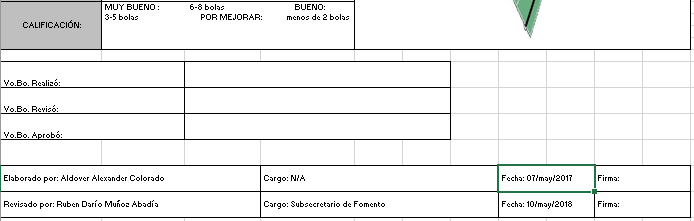 MUY BUENO : 6-8 bolas BUENO:
3-5 bolas POR MEJORAR: menos de 2 bolas
CALIFICACIÓN:
Vo.Bo. Realizó:
Vo.Bo. Revisó:
Vo.Bo. Aprobó:
Elaborado por: Aldover Alexander Colorado Cargo: N/A Fecha: 07/may/2017 Firma:
Revisado por: Ruben Darío Muñoz Abadía Cargo: Subsecretario de Fomento Fecha: 10/may/2018 Firma: